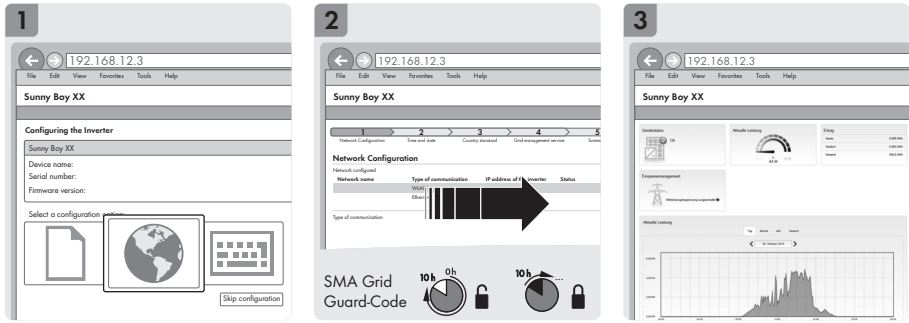 1
192.168.12.3
File Edit View Favorites Tools Help
Sunny Boy XX
Configuring the Inverter
Sunny Boy XX
Device name:
Serial number:
Firmware version:
Select a configuration option:
Skip configuration
2
192.168.12.3
File Edit View Favorites Tools Help
Sunny Boy XX
1 2 3 4 5
Network Configuration Time and date Country standard Grid management service
Network Configuration
Network configured
Network name Type of communication IP address of the inverter Status
WLAN
Type of communication
SMA Grid
Guard-Code
10h 0h
10h ...
3
192.168.12.3
File Edit View Favorites Tools Help
Sunny Boy XX
Gerätestatus
Ok
Aktuelle Leistung
Ertrag
Heute
Gestern
Gesamt
Einspeisemanagement
Aktuelle Leistung
Tag Monat Jahr Gesamt